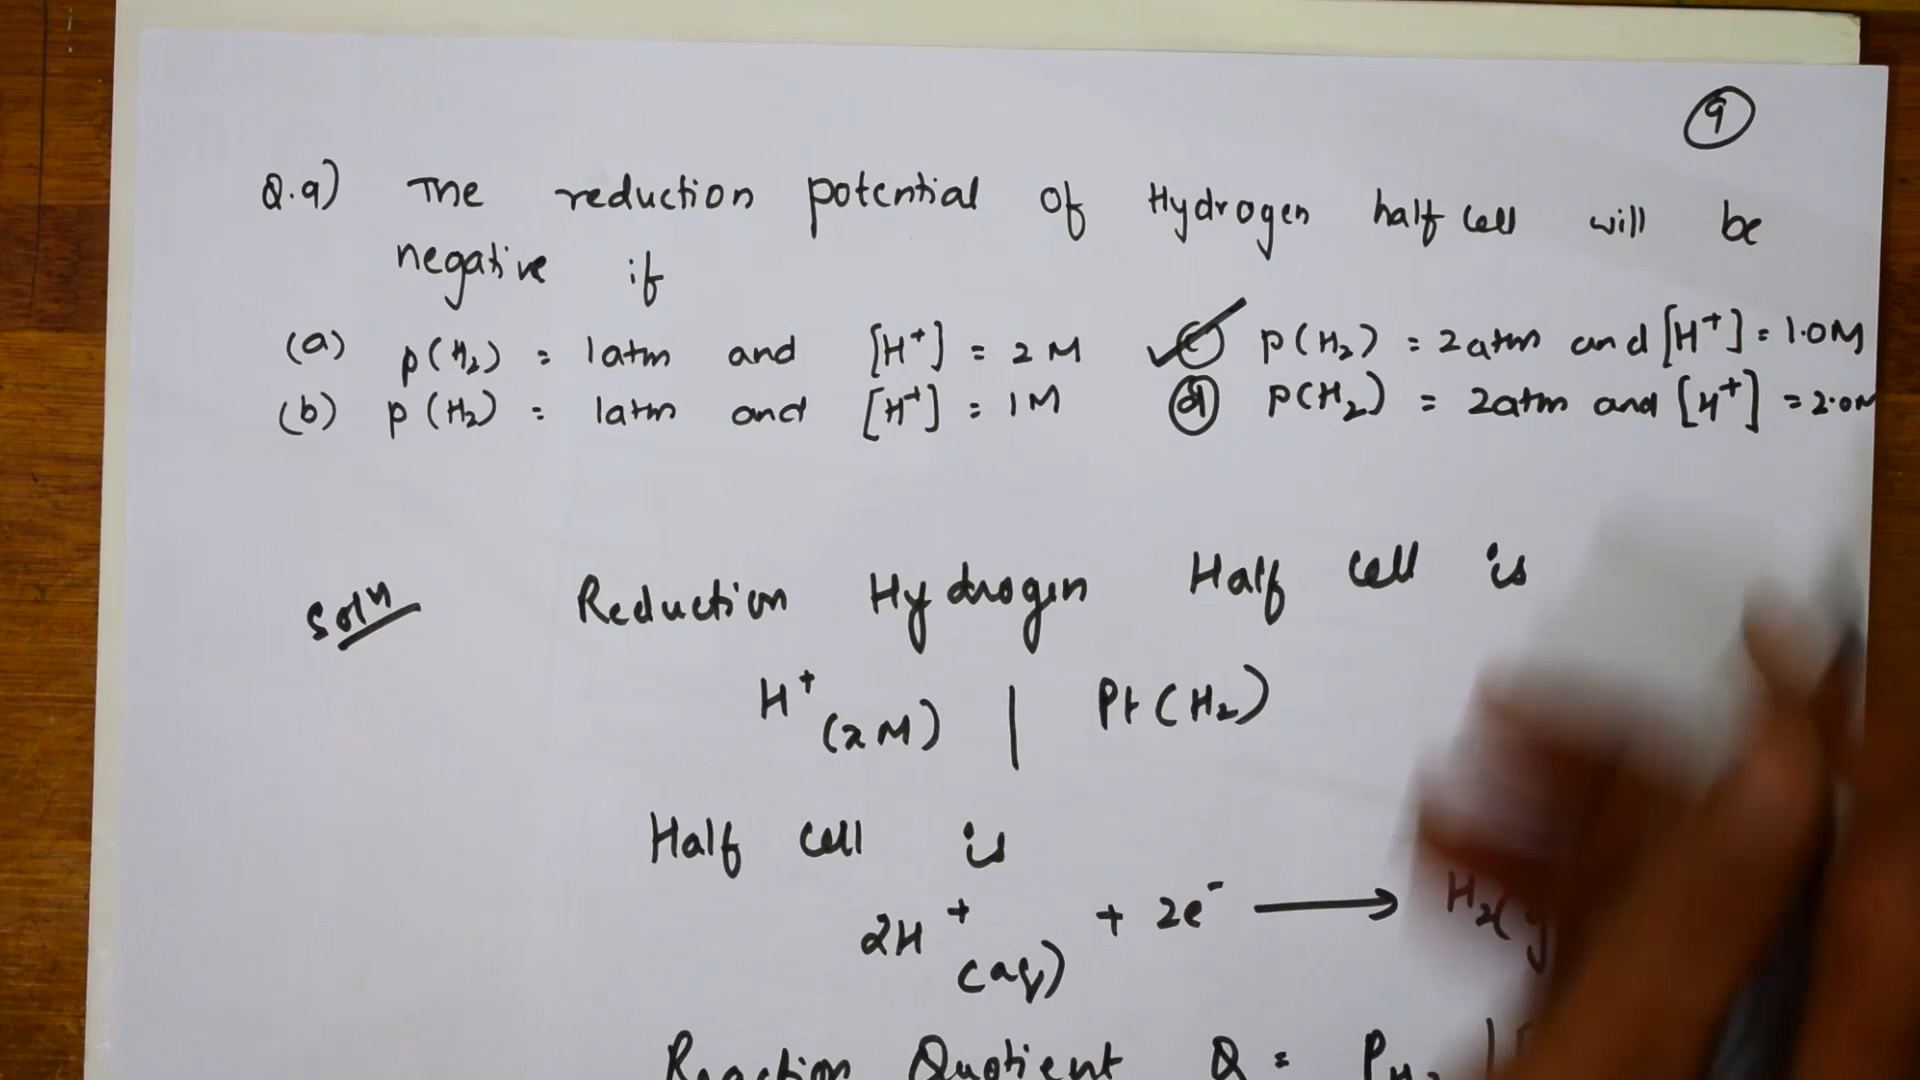 9
Q.9) The reduction potential of Hydrogen half cell will be
negative if
(a) p(H₂) = 1atm and [H⁺] = 2M
(b) p(H₂) = 1atm and [H⁺] = 1M
(c) p(H₂) = 2atm and [H⁺] = 1.0M
(d) p(H₂) = 2atm and [H⁺] = 2.0M
Soln Reduction Hydrogen Half cell is
H⁺(2M) | Pt(H₂)
Half cell is
2H⁺(aq) + 2e⁻ ⟶ H₂(g
Reaction Quotient Q = P